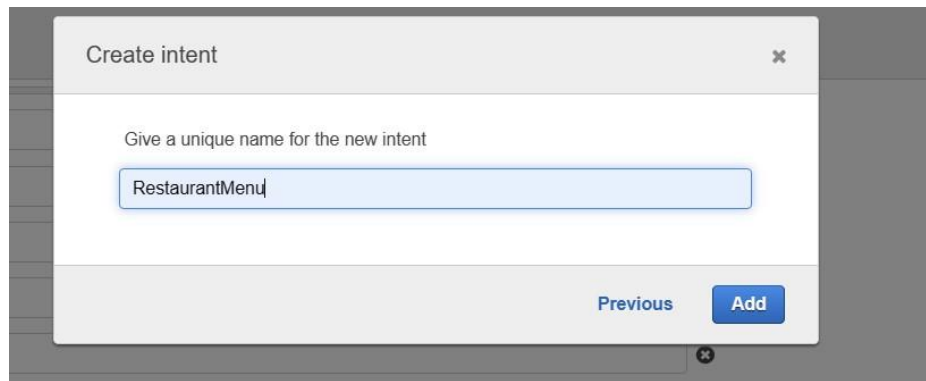 Create intent
Give a unique name for the new intent
RestaurantMenu
Previous
Add